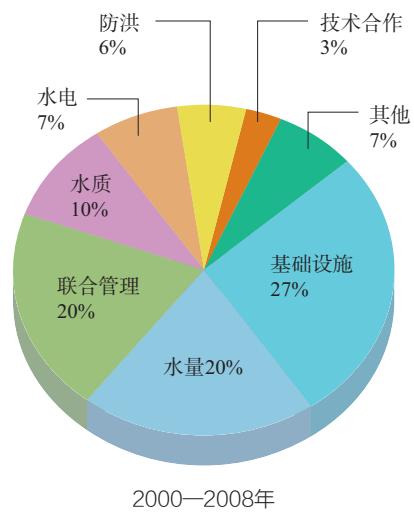 防洪
6%
技术合作
3%
水电
7%
其他
7%
水质
10%
基础设施
27%
联合管理
20%
水量20%
2000—2008年